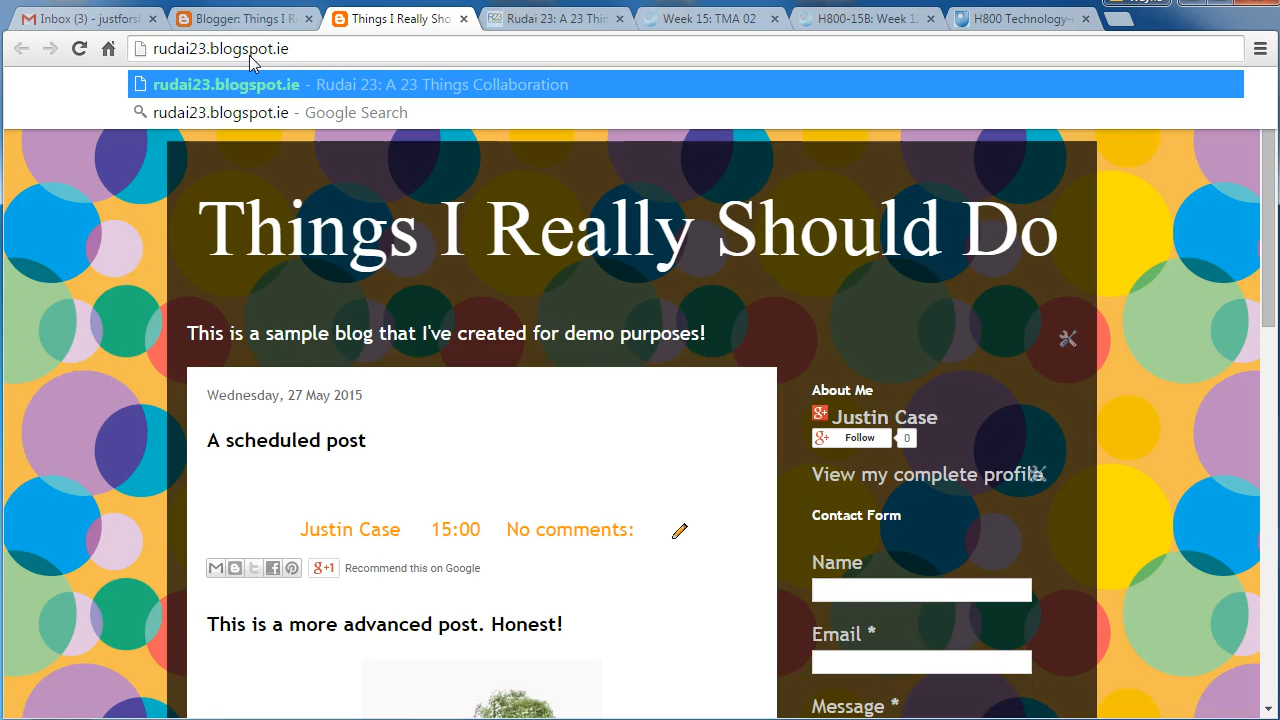 Inbox (3) - justforsl
Blogger: Things I R
Things I Really Sho
Rudai 23: A 23 Thin
Week 15: TMA 02
H800-15B: Week 1
H800 Technology-
rudai23.blogspot.ie
rudai23.blogspot.ie - Rudai 23: A 23 Things Collaboration
rudai23.blogspot.ie - Google Search
Things I Really Should Do
This is a sample blog that I've created for demo purposes!
Wednesday, 27 May 2015
A scheduled post
Justin Case 15:00 No comments:
g+1 Recommend this on Google
This is a more advanced post. Honest!
About Me
g+ Justin Case
g+ Follow 0
View my complete profile
Contact Form
Name
Email *
Message *